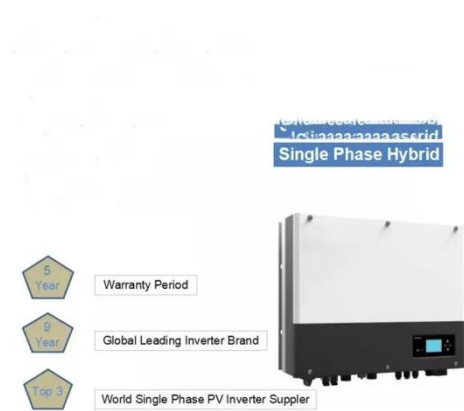 Single Phase Hybrid
5
Year
Warranty Period
9
Year
Global Leading Inverter Brand
Top 3
World Single Phase PV Inverter Suppler